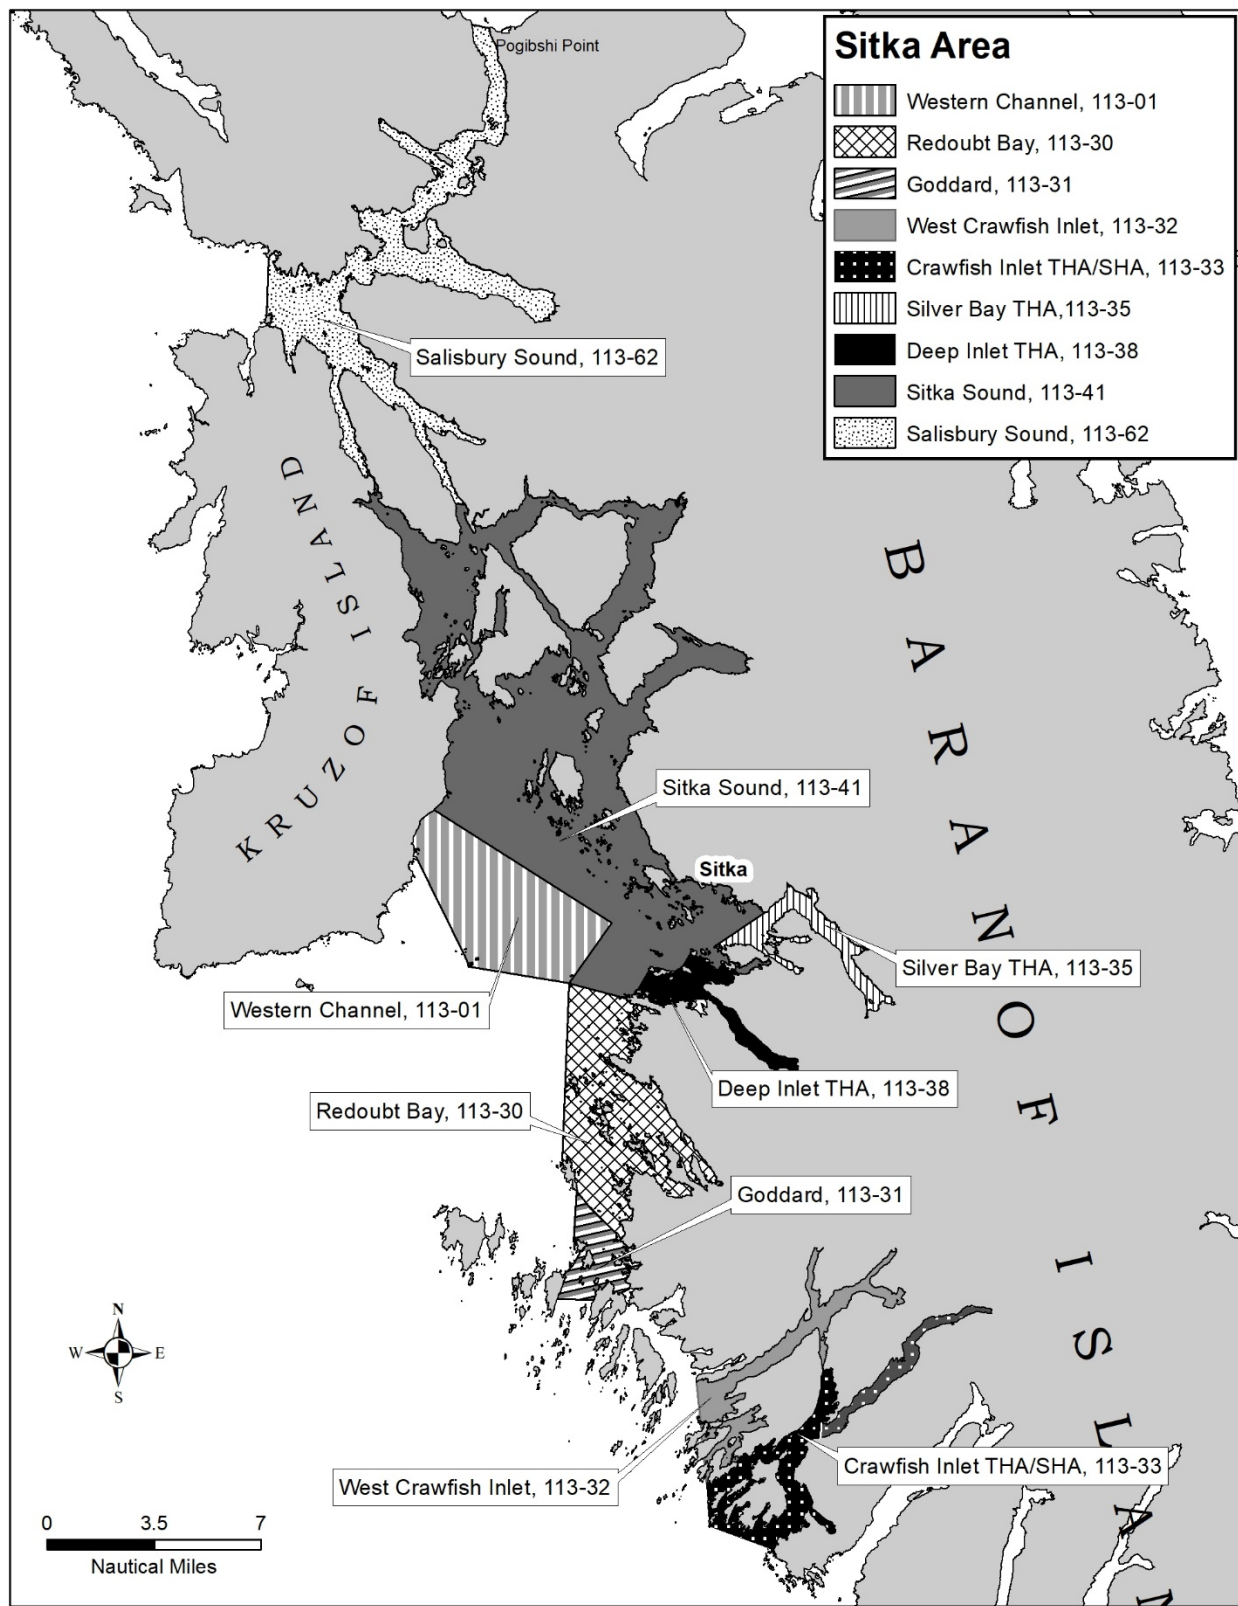 Pogibshi Point
Sitka Area
Western Channel, 113-01
Redoubt Bay, 113-30
Goddard, 113-31
West Crawfish Inlet, 113-32
Crawfish Inlet THA/SHA, 113-33
Silver Bay THA,113-35
Deep Inlet THA, 113-38
Sitka Sound, 113-41
Salisbury Sound, 113-62
Salisbury Sound, 113-62
KRUZOF ISLAND
BARANOF ISLAN
Sitka Sound, 113-41
Sitka
Silver Bay THA, 113-35
Western Channel, 113-01
Deep Inlet THA, 113-38
Redoubt Bay, 113-30
Goddard, 113-31
N
W E
S
Crawfish Inlet THA/SHA, 113-33
West Crawfish Inlet, 113-32
0 3.5 7
Nautical Miles